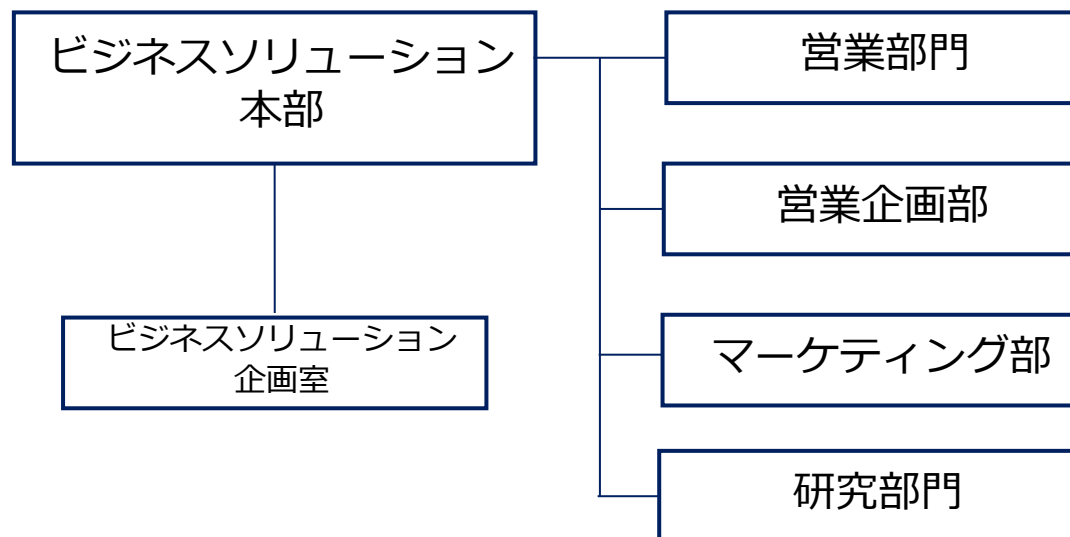 ビジネスソリューション
本部
営業部門
営業企画部
ビジネスソリューション
企画室
マーケティング部
研究部門